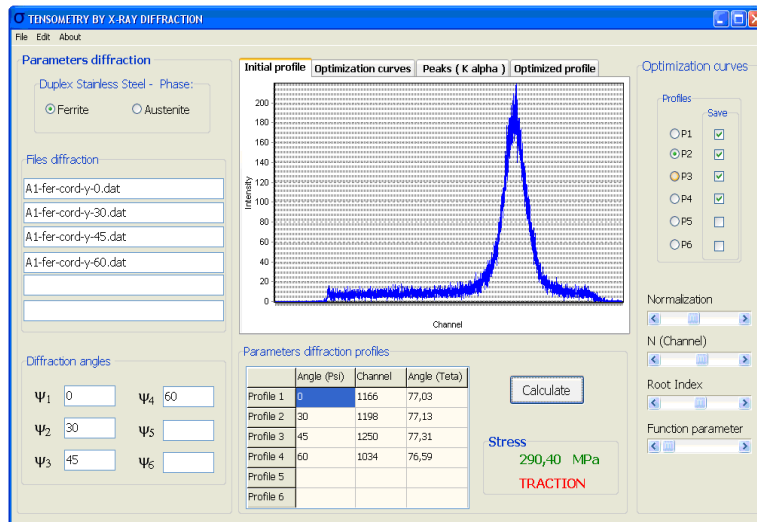 σ TENSOMETRY BY X-RAY DIFFRACTION
File Edit About
Parameters diffraction
Duplex Stainless Steel - Phase:
Ferrite Austenite
Files diffraction
A1-fer-cord-y-0.dat
A1-fer-cord-y-30.dat
A1-fer-cord-y-45.dat
A1-fer-cord-y-60.dat
Diffraction angles
Ψ1 0 Ψ4 60
Ψ2 30 Ψ5
Ψ3 45 Ψ6
Initial profile Optimization curves Peaks ( K alpha ) Optimized profile
200
180
160
140
120
100
80
60
40
20
0
Intensity
Channel
Parameters diffraction profiles
Angle (Psi) Channel Angle (Teta)
Profile 1 0 1166 77,03
Profile 2 30 1198 77,13
Profile 3 45 1250 77,31
Profile 4 60 1034 76,59
Profile 5
Profile 6
Calculate
Stress
290,40 MPa
TRACTION
Optimization curves
Profiles
Save
P1
P2
P3
P4
P5
P6
Normalization
N (Channel)
Root Index
Function parameter